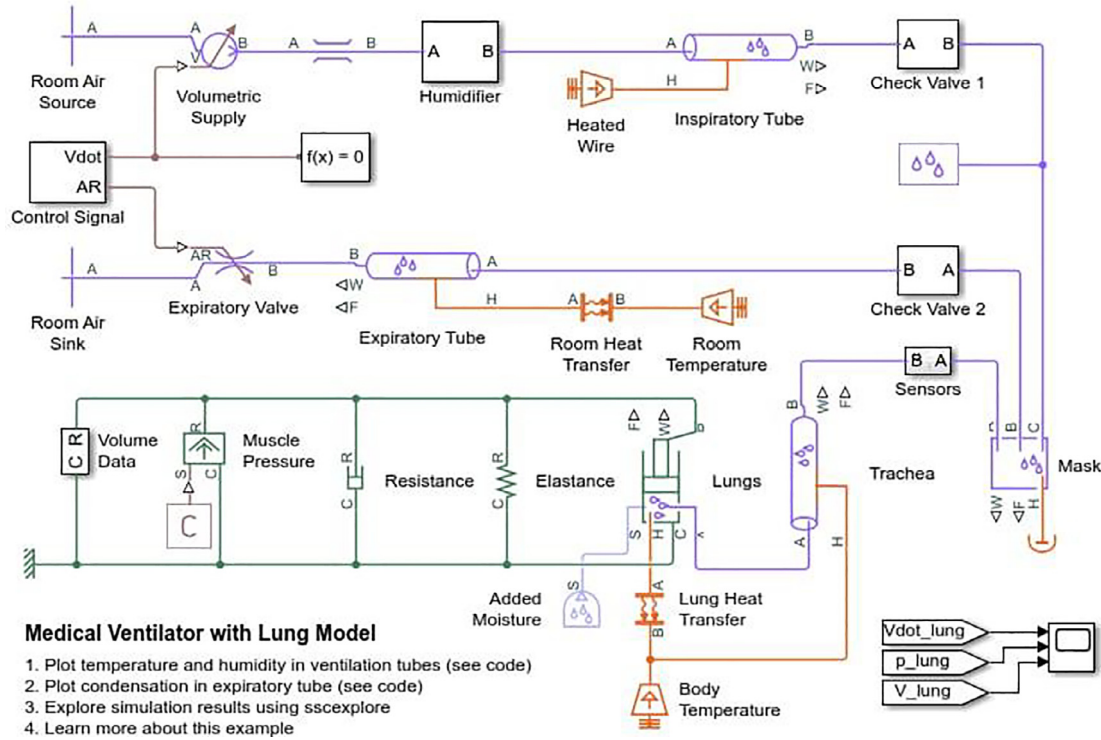 A
A
B
A
B
A
B
A
B
A
B
V
W
F
H
Room Air
Source
Volumetric
Supply
Humidifier
Heated
Wire
Inspiratory Tube
Check Valve 1
Vdot
AR
f(x) = 0
Control Signal
A
A
AR
B
B
A
B
A
W
F
H
A
B
Room Air
Sink
Expiratory Valve
Expiratory Tube
Room Heat
Transfer
Room
Temperature
Check Valve 2
B A
Sensors
C R
Volume
Data
R
S
C
C
Muscle
Pressure
R
C
Resistance
R
C
Elastance
F
W
S
H
C
Lungs
B
W
F
A
H
Trachea
B
C
W
F
H
Mask
S
Added
Moisture
A
B
Lung Heat
Transfer
Body
Temperature
Vdot_lung
p_lung
V_lung
Medical Ventilator with Lung Model
1. Plot temperature and humidity in ventilation tubes (see code)
2. Plot condensation in expiratory tube (see code)
3. Explore simulation results using sscexplore
4. Learn more about this example